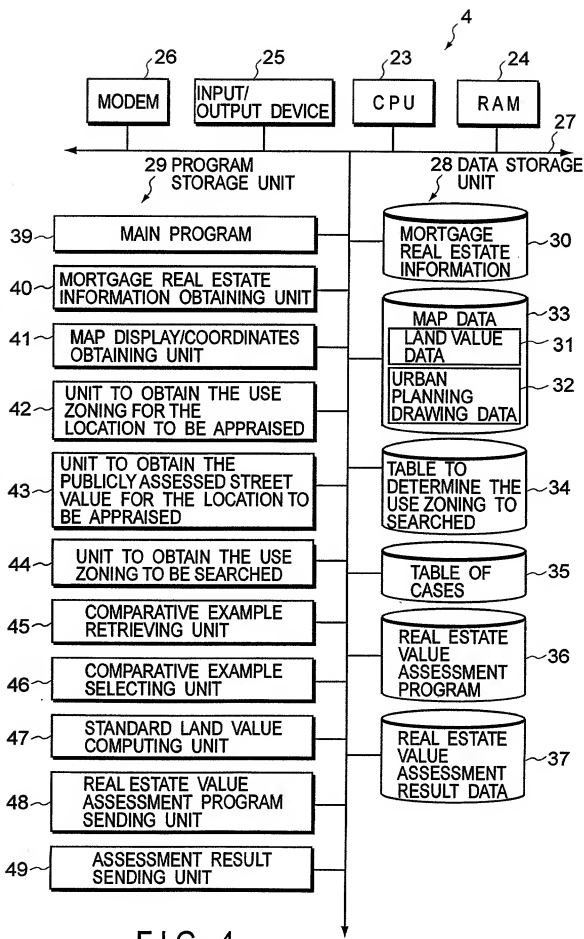 4
26
25
23
24
MODEM
INPUT/
OUTPUT DEVICE
CPU
RAM
27
29 PROGRAM
STORAGE UNIT
28 DATA STORAGE
UNIT
39
MAIN PROGRAM
40
MORTGAGE REAL ESTATE
INFORMATION OBTAINING UNIT
41
MAP DISPLAY/COORDINATES
OBTAINING UNIT
42
UNIT TO OBTAIN THE USE
ZONING FOR THE
LOCATION TO BE APPRAISED
43
UNIT TO OBTAIN THE
PUBLICLY ASSESSED STREET
VALUE FOR THE LOCATION TO
BE APPRAISED
44
UNIT TO OBTAIN THE USE
ZONING TO BE SEARCHED
45
COMPARATIVE EXAMPLE
RETRIEVING UNIT
46
COMPARATIVE EXAMPLE
SELECTING UNIT
47
STANDARD LAND VALUE
COMPUTING UNIT
48
REAL ESTATE VALUE
ASSESSMENT PROGRAM
SENDING UNIT
49
ASSESSMENT RESULT
SENDING UNIT
MORTGAGE
REAL ESTATE
INFORMATION
30
MAP DATA
33
LAND VALUE
DATA
31
URBAN
PLANNING
DRAWING DATA
32
TABLE TO
DETERMINE THE
USE ZONING TO
SEARCHED
34
TABLE OF
CASES
35
REAL ESTATE
VALUE
ASSESSMENT
PROGRAM
36
REAL ESTATE
VALUE
ASSESSMENT
RESULT DATA
37
FIG. 4